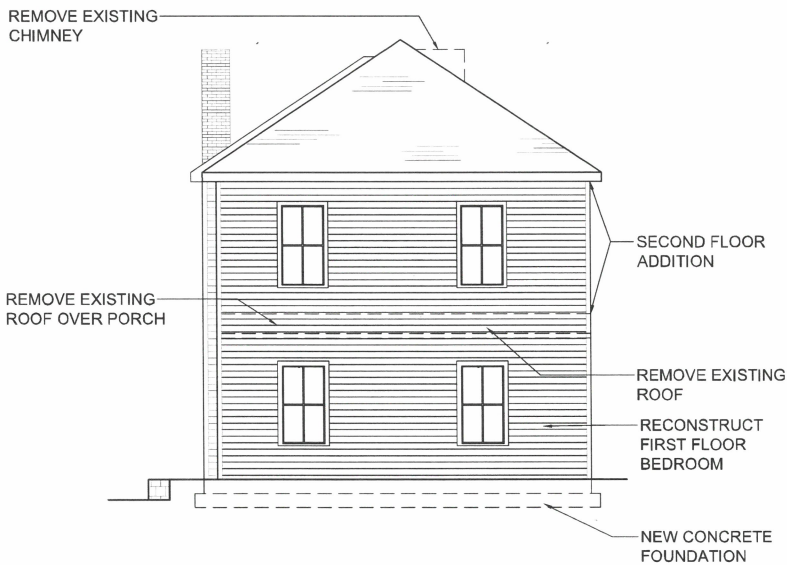 REMOVE EXISTING
CHIMNEY
SECOND FLOOR
ADDITION
REMOVE EXISTING
ROOF OVER PORCH
REMOVE EXISTING
ROOF
RECONSTRUCT
FIRST FLOOR
BEDROOM
NEW CONCRETE
FOUNDATION